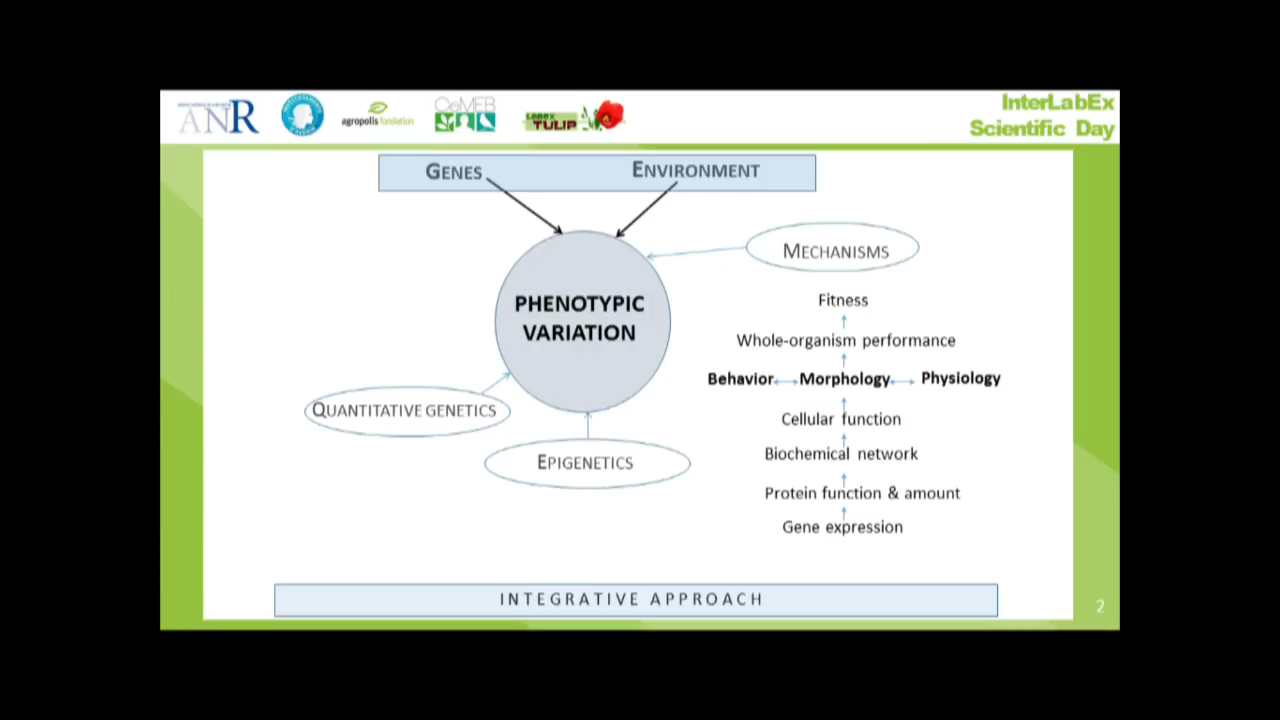 ANR
agropolis fondation
CeMEB
LABEX
TULIP
InterLabEx
Scientific Day
GENES
ENVIRONMENT
MECHANISMS
PHENOTYPIC
VARIATION
Fitness
Whole-organism performance
Behavior Morphology Physiology
QUANTITATIVE GENETICS
Cellular function
EPIGENETICS
Biochemical network
Protein function & amount
Gene expression
INTEGRATIVE APPROACH
2